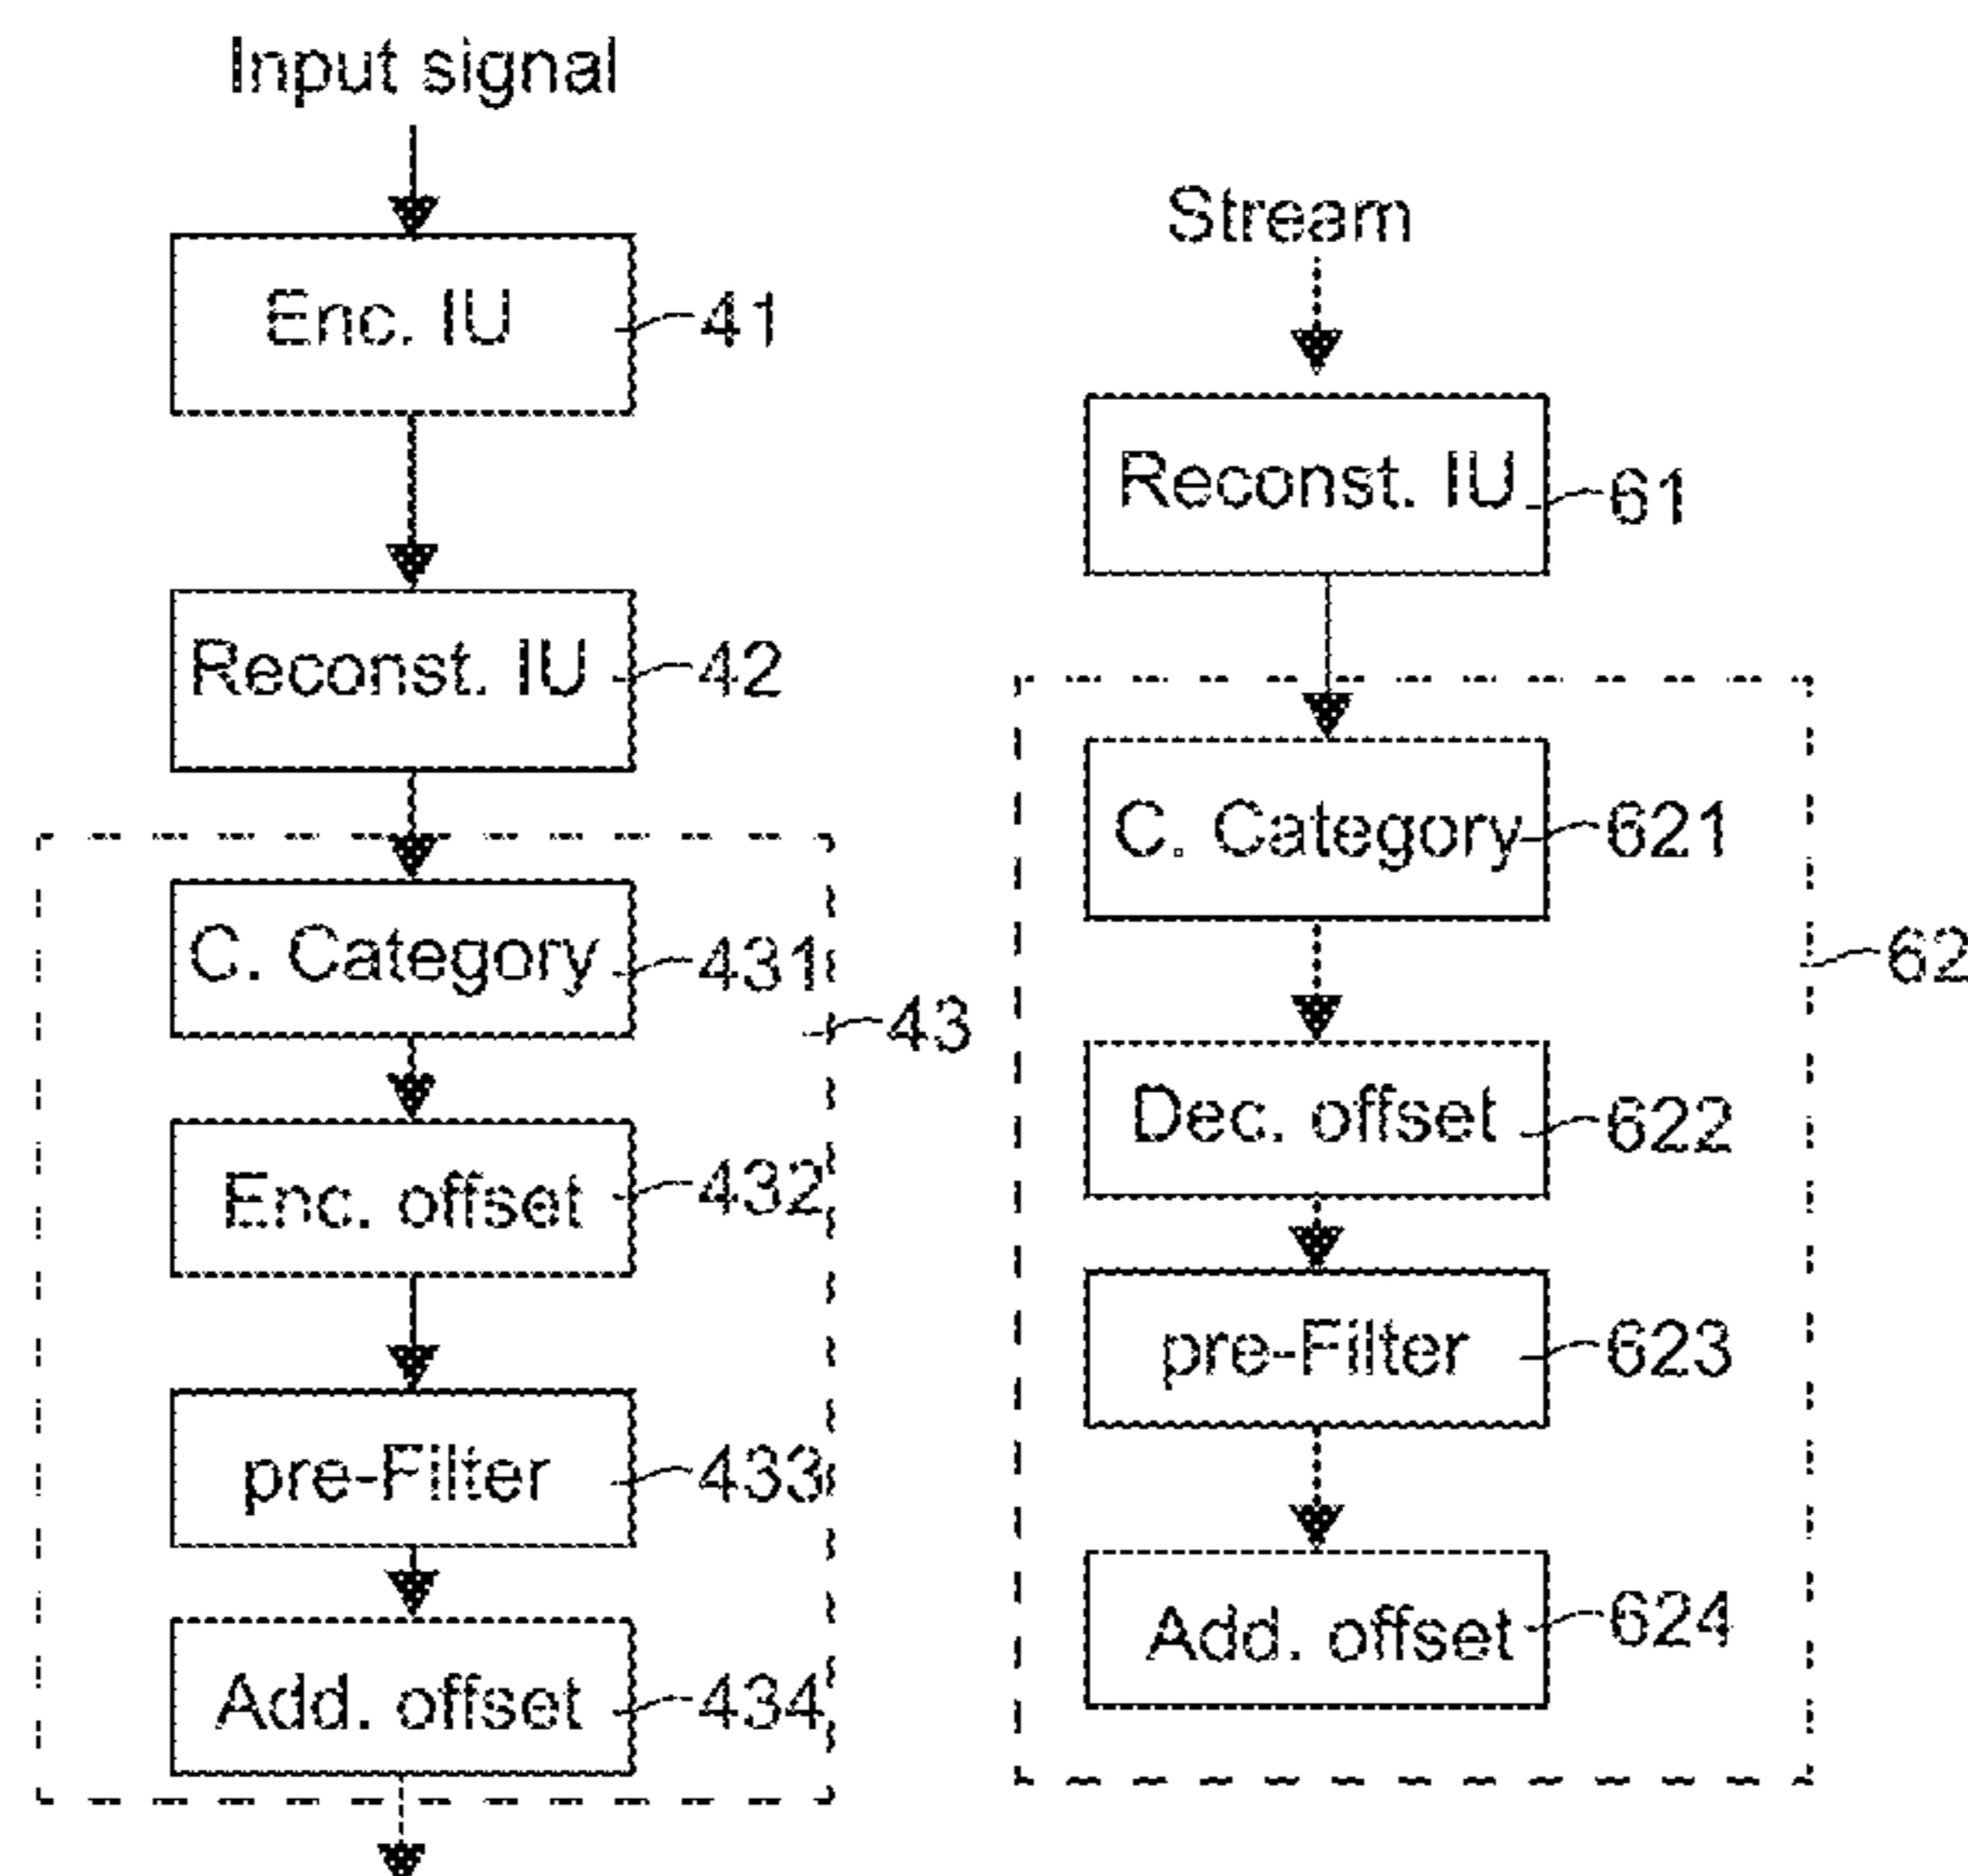 Input signal
Enc. IU
41
Reconst. IU
42
C. Category
431
43
Enc. offset
432
pre-Filter
433
Add. offset
434
Stream
Reconst. IU
61
C. Category
621
62
Dec. offset
622
pre-Filter
623
Add. offset
624